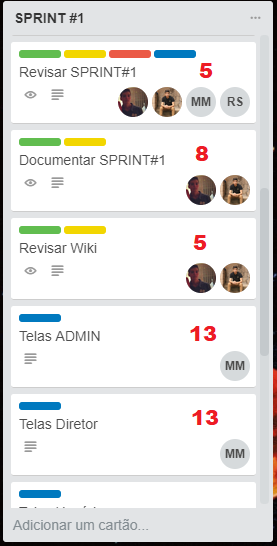 SPRINT #1
Revisar SPRINT#1
5
MM
RS
Documentar SPRINT#1
8
Revisar Wiki
5
Telas ADMIN
13
MM
Telas Diretor
13
MM
Adicionar um cartão...